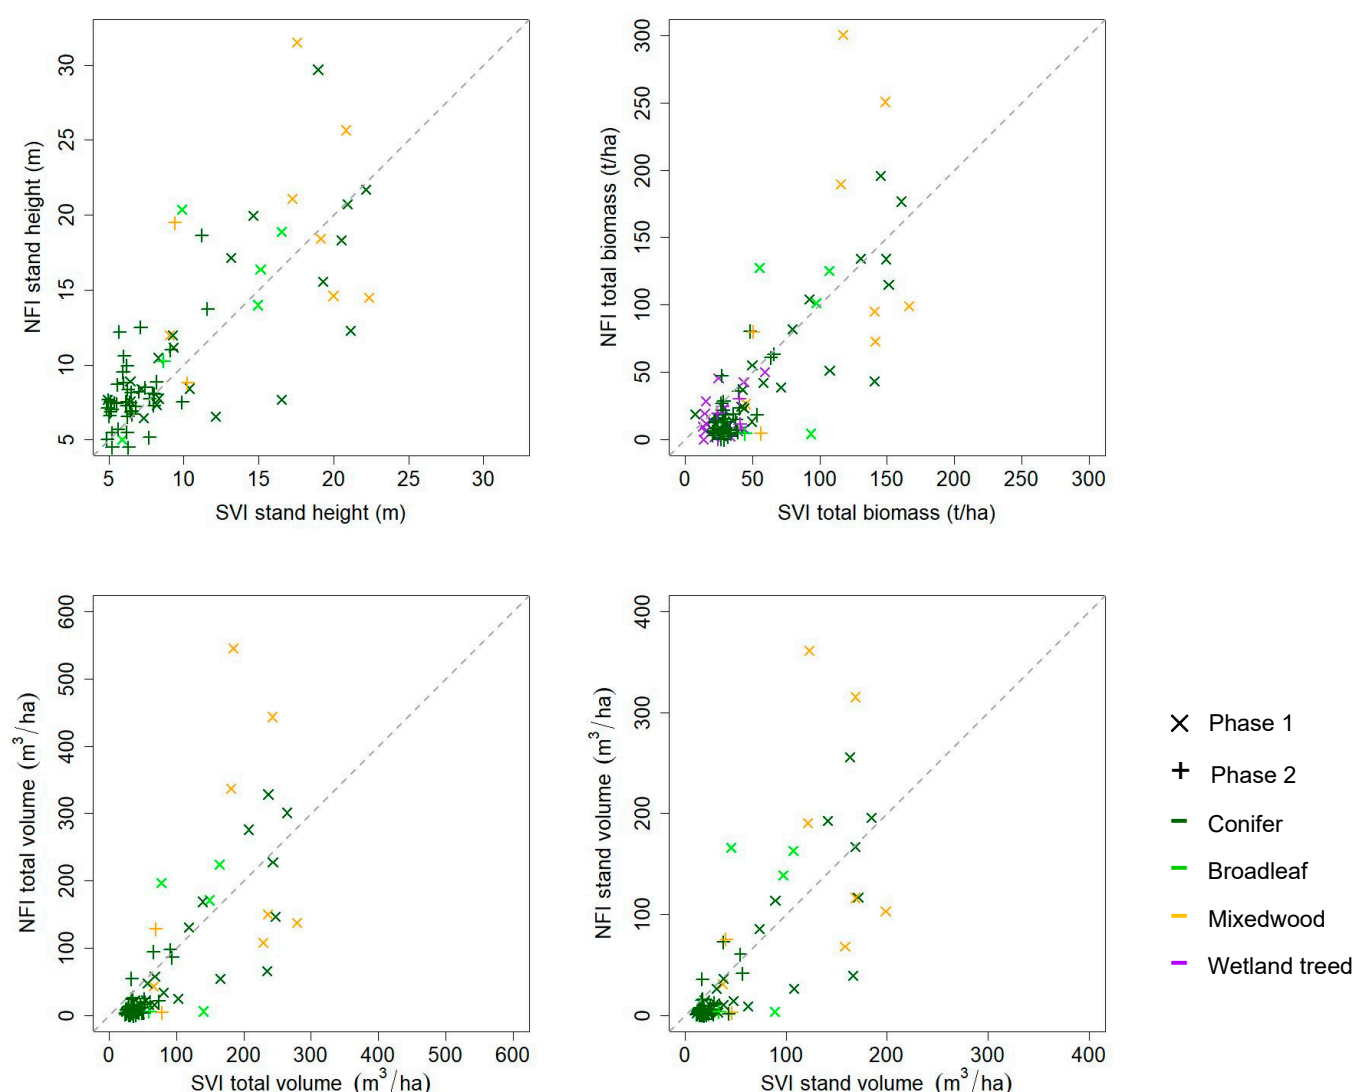 NFI stand height (m)
30
25
20
15
10
5
5 10 15 20 25 30
SVI stand height (m)
NFI total biomass (t/ha)
300
250
200
150
100
50
0
0 50 100 150 200 250 300
SVI total biomass (t/ha)
NFI total volume (m³/ha)
600
500
400
300
200
100
0
0 100 200 300 400 500 600
SVI total volume (m³/ha)
NFI stand volume (m³/ha)
400
300
200
100
0
0 100 200 300 400
SVI stand volume (m³/ha)
Phase 1
Phase 2
Conifer
Broadleaf
Mixedwood
Wetland treed